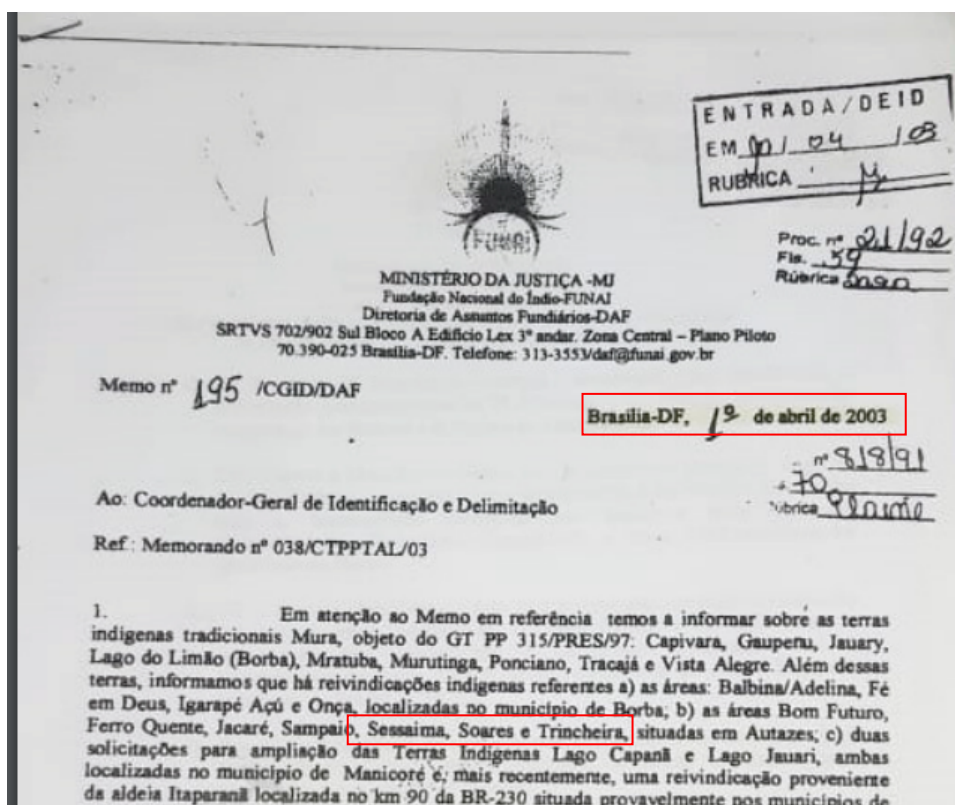 ENTRADA/DEID
EM 01/04/03
RUBRICA
Proc. nº 21/92
Fls. 59
Rúbrica
FUNAI
MINISTÉRIO DA JUSTIÇA -MJ
Fundação Nacional do Índio-FUNAI
Diretoria de Assuntos Fundiários-DAF
SRTVS 702/902 Sul Bloco A Edifício Lex 3º andar. Zona Central – Plano Piloto
70.390-025 Brasília-DF. Telefone: 313-3553/daf@funai.gov.br
Memo nº 195 /CGID/DAF
Brasília-DF, 1º de abril de 2003
nº 818/91
70
Ao: Coordenador-Geral de Identificação e Delimitação
Ref.: Memorando nº 038/CTPPTAL/03
1. Em atenção ao Memo em referência temos a informar sobre as terras
indígenas tradicionais Mura, objeto do GT PP 315/PRES/97: Capivara, Gauperu, Jauary,
Lago do Limão (Borba), Mratuba, Murutinga, Ponciano, Tracajá e Vista Alegre. Além dessas
terras, informamos que há reivindicações indígenas referentes a) as áreas: Balbina/Adelina, Fé
em Deus, Igarapé Açú e Onça, localizadas no município de Borba; b) as áreas Bom Futuro,
Ferro Quente, Jacaré, Sampaio, Sessaima, Soares e Trincheira, situadas em Autazes; c) duas
solicitações para ampliação das Terras Indígenas Lago Capanã e Lago Jauari, ambas
localizadas no município de Manicoré e, mais recentemente, uma reivindicação proveniente
da aldeia Itaparanã localizada no km 90 da BR-230 situada provavelmente nos municípios de